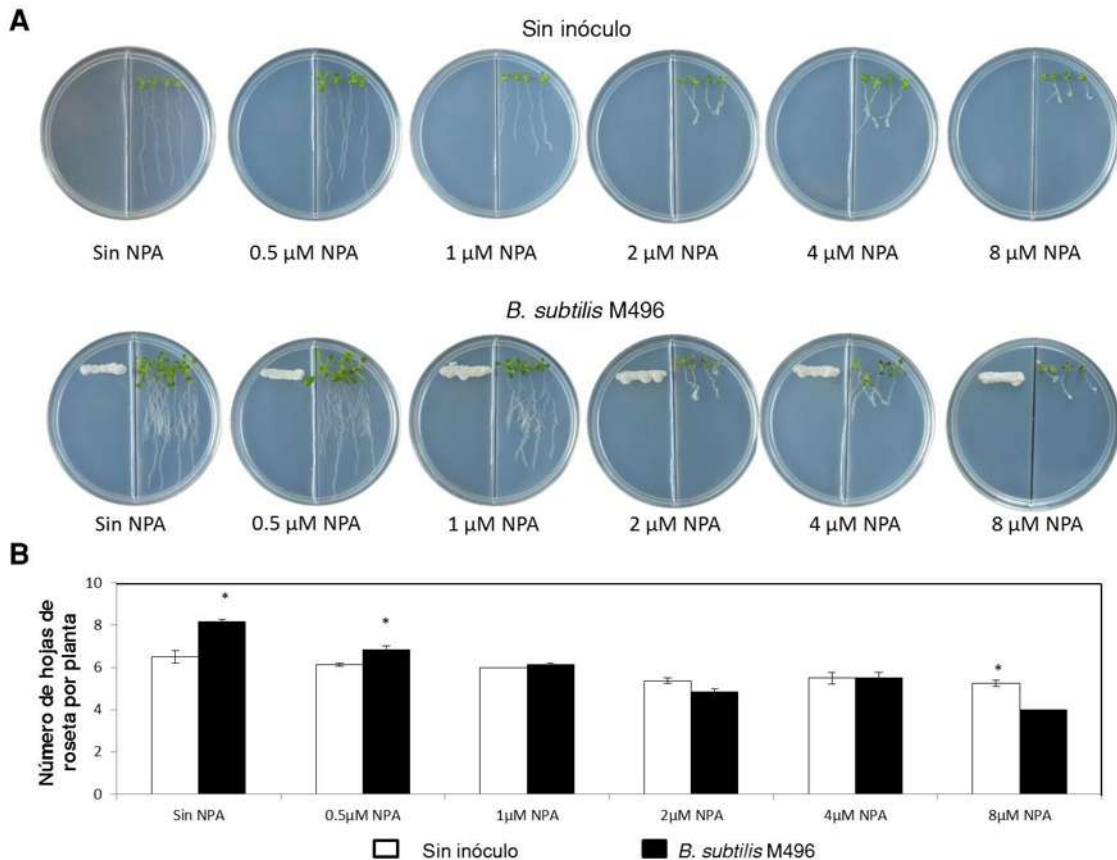 A
Sin inóculo
Sin NPA
0.5 µM NPA
1 µM NPA
2 µM NPA
4 µM NPA
8 µM NPA
B. subtilis M496
Sin NPA
0.5 µM NPA
1 µM NPA
2 µM NPA
4 µM NPA
8 µM NPA
B
Número de hojas de
roseta por planta
10
8
6
4
2
0
*
*
*
Sin NPA
0.5µM NPA
1µM NPA
2µM NPA
4µM NPA
8µM NPA
Sin inóculo
B. subtilis M496